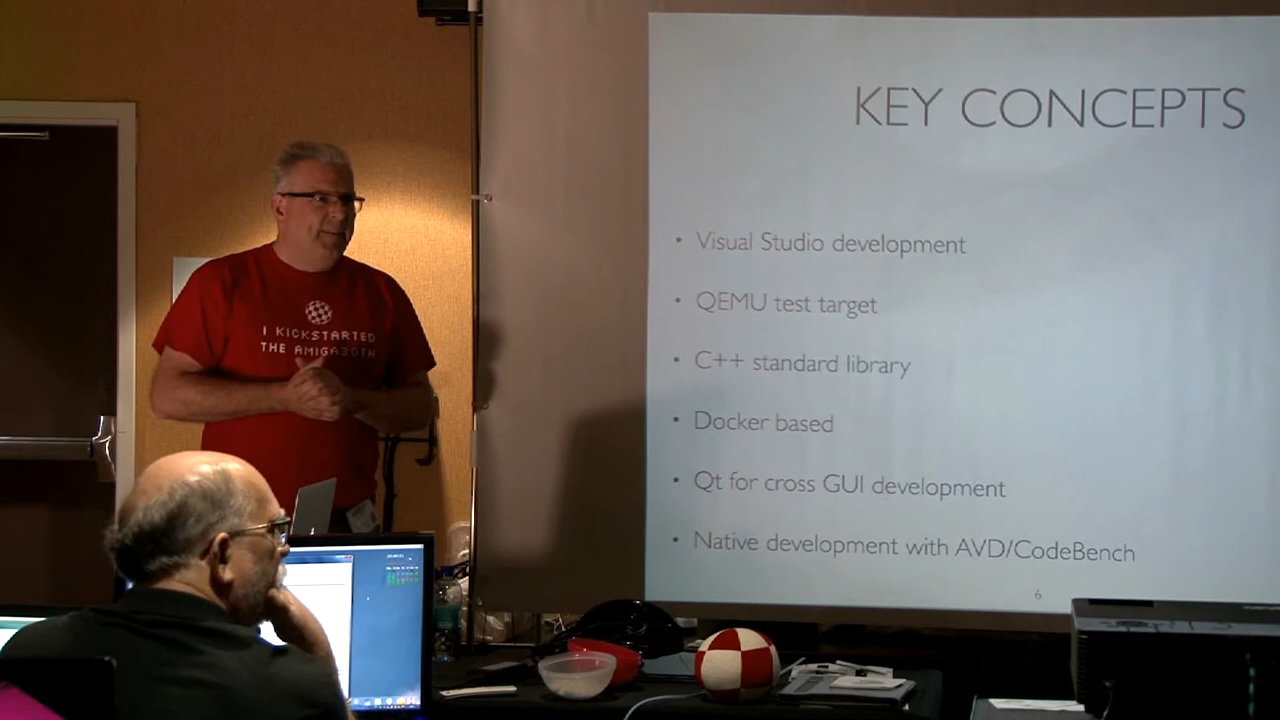 KEY CONCEPTS
• Visual Studio development
• QEMU test target
• C++ standard library
• Docker based
• Qt for cross GUI development
• Native development with AVD/CodeBench
6
I KICKSTARTED
THE AMIGA30TH